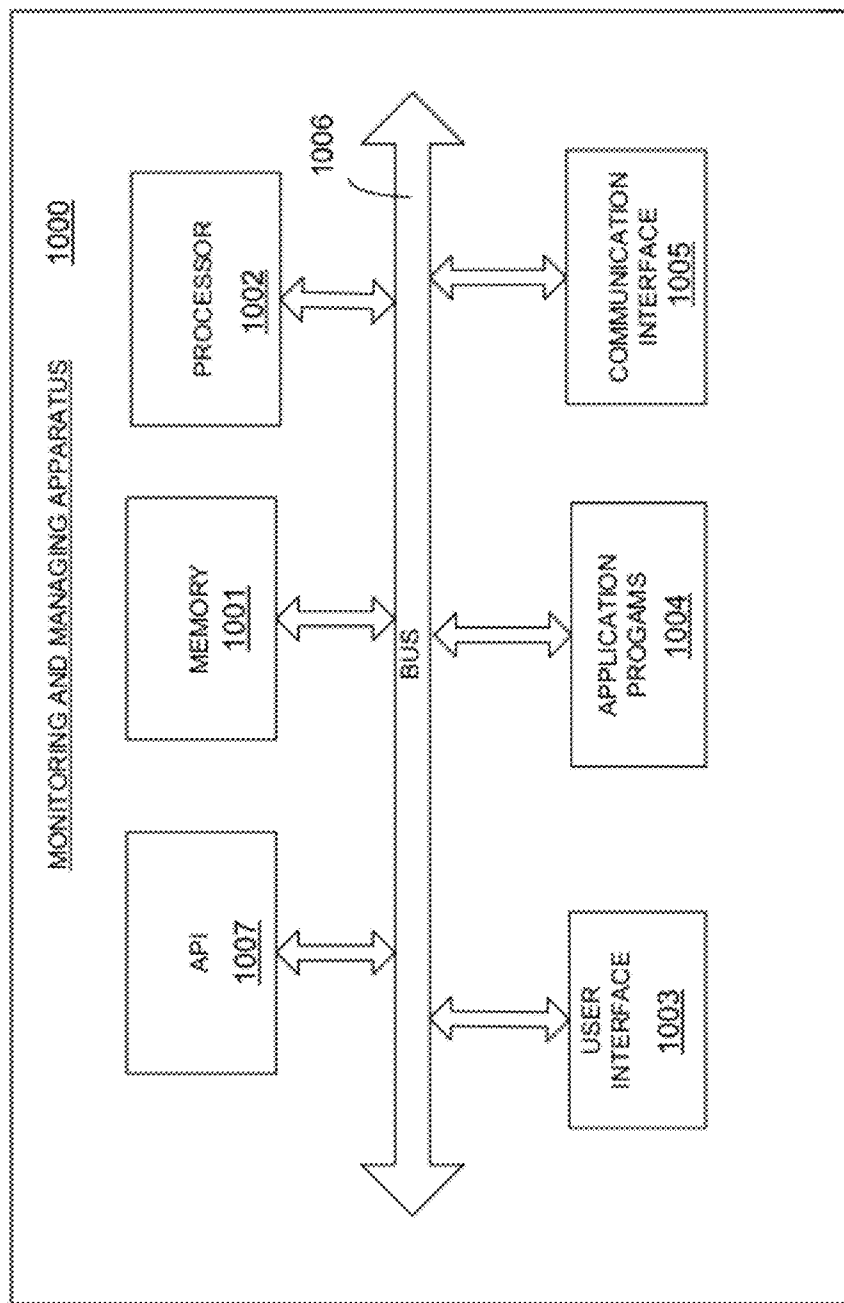 MONITORING AND MANAGING APPARATUS 1000
API
1007
MEMORY
1001
PROCESSOR
1002
1006
BUS
USER
INTERFACE
1003
APPLICATION
PROGAMS
1004
COMMUNICATION
INTERFACE
1005